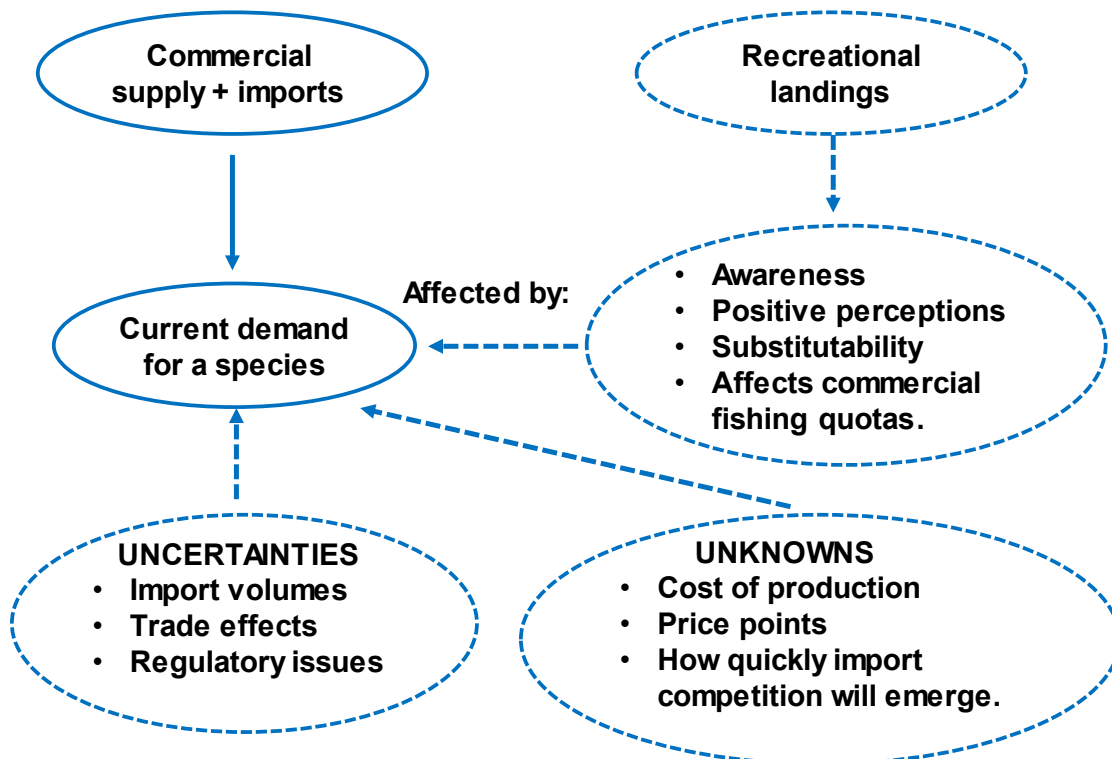 Commercial
supply + imports
Recreational
landings
Affected by:
• Awareness
• Positive perceptions
• Substitutability
• Affects commercial
fishing quotas.
Current demand
for a species
UNCERTAINTIES
• Import volumes
• Trade effects
• Regulatory issues
UNKNOWNS
• Cost of production
• Price points
• How quickly import
competition will emerge.